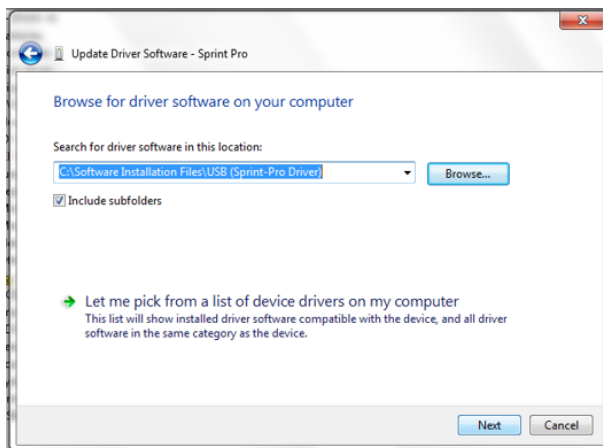 Update Driver Software - Sprint Pro
Browse for driver software on your computer
Search for driver software in this location:
C:\Software Installation Files\USB (Sprint-Pro Driver)
Browse...
Include subfolders
Let me pick from a list of device drivers on my computer
This list will show installed driver software compatible with the device, and all driver
software in the same category as the device.
Next
Cancel